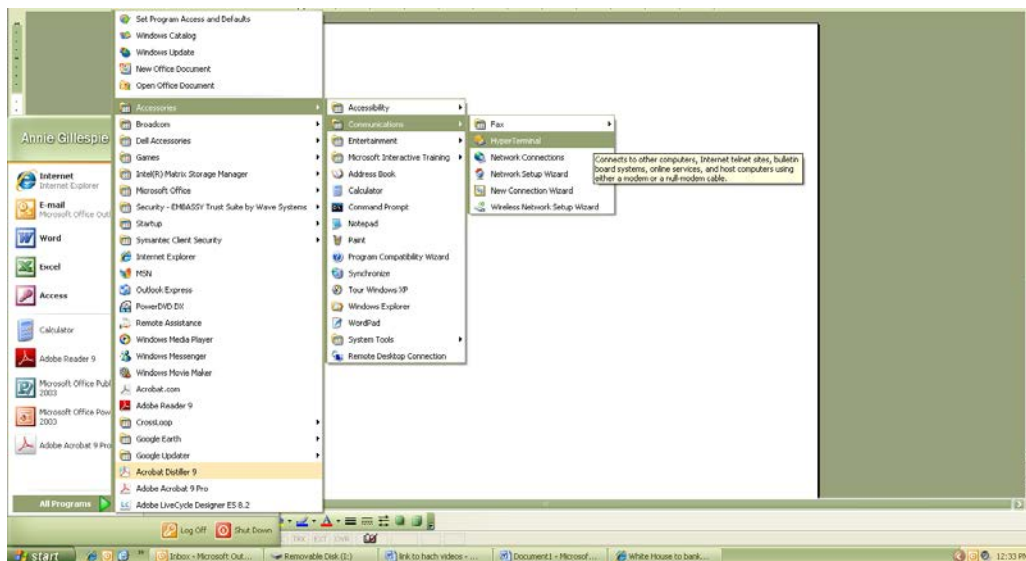 Set Program Access and Defaults
Windows Catalog
Windows Update
New Office Document
Open Office Document
Accessories
Broadcom
Dell Accessories
Games
Intel(R) Matrix Storage Manager
Microsoft Office
Security - EMBASSY Trust Suite by Wave Systems
Startup
Symantec Client Security
Internet Explorer
MSN
Outlook Express
PowerDVD DX
Remote Assistance
Windows Media Player
Windows Messenger
Windows Movie Maker
Acrobat.com
Adobe Reader 9
CrossLoop
Google Earth
Google Updater
Acrobat Distiller 9
Adobe Acrobat 9 Pro
Adobe LiveCycle Designer ES 8.2
Accessibility
Communications
Entertainment
Microsoft Interactive Training
Address Book
Calculator
Command Prompt
Notepad
Paint
Program Compatibility Wizard
Synchronize
Tour Windows XP
Windows Explorer
WordPad
System Tools
Remote Desktop Connection
Fax
HyperTerminal
Network Connections
Network Setup Wizard
New Connection Wizard
Wireless Network Setup Wizard
Connects to other computers, Internet telnet sites, bulletin
board systems, online services, and host computers using
either a modem or a null-modem cable.
Annie Gillespie
Internet
Internet Explorer
E-mail
Microsoft Office Outl
Word
Excel
Access
Calculator
Adobe Reader 9
Microsoft Office Publ
2003
Microsoft Office Pow
2003
Adobe Acrobat 9 Pro
All Programs
Log Off
Shut Down
TRK EXT OVR
start
Inbox - Microsoft Out...
Removable Disk (I:)
link to hach videos - ...
Document1 - Microsof...
White House to bank...
12:33 PM